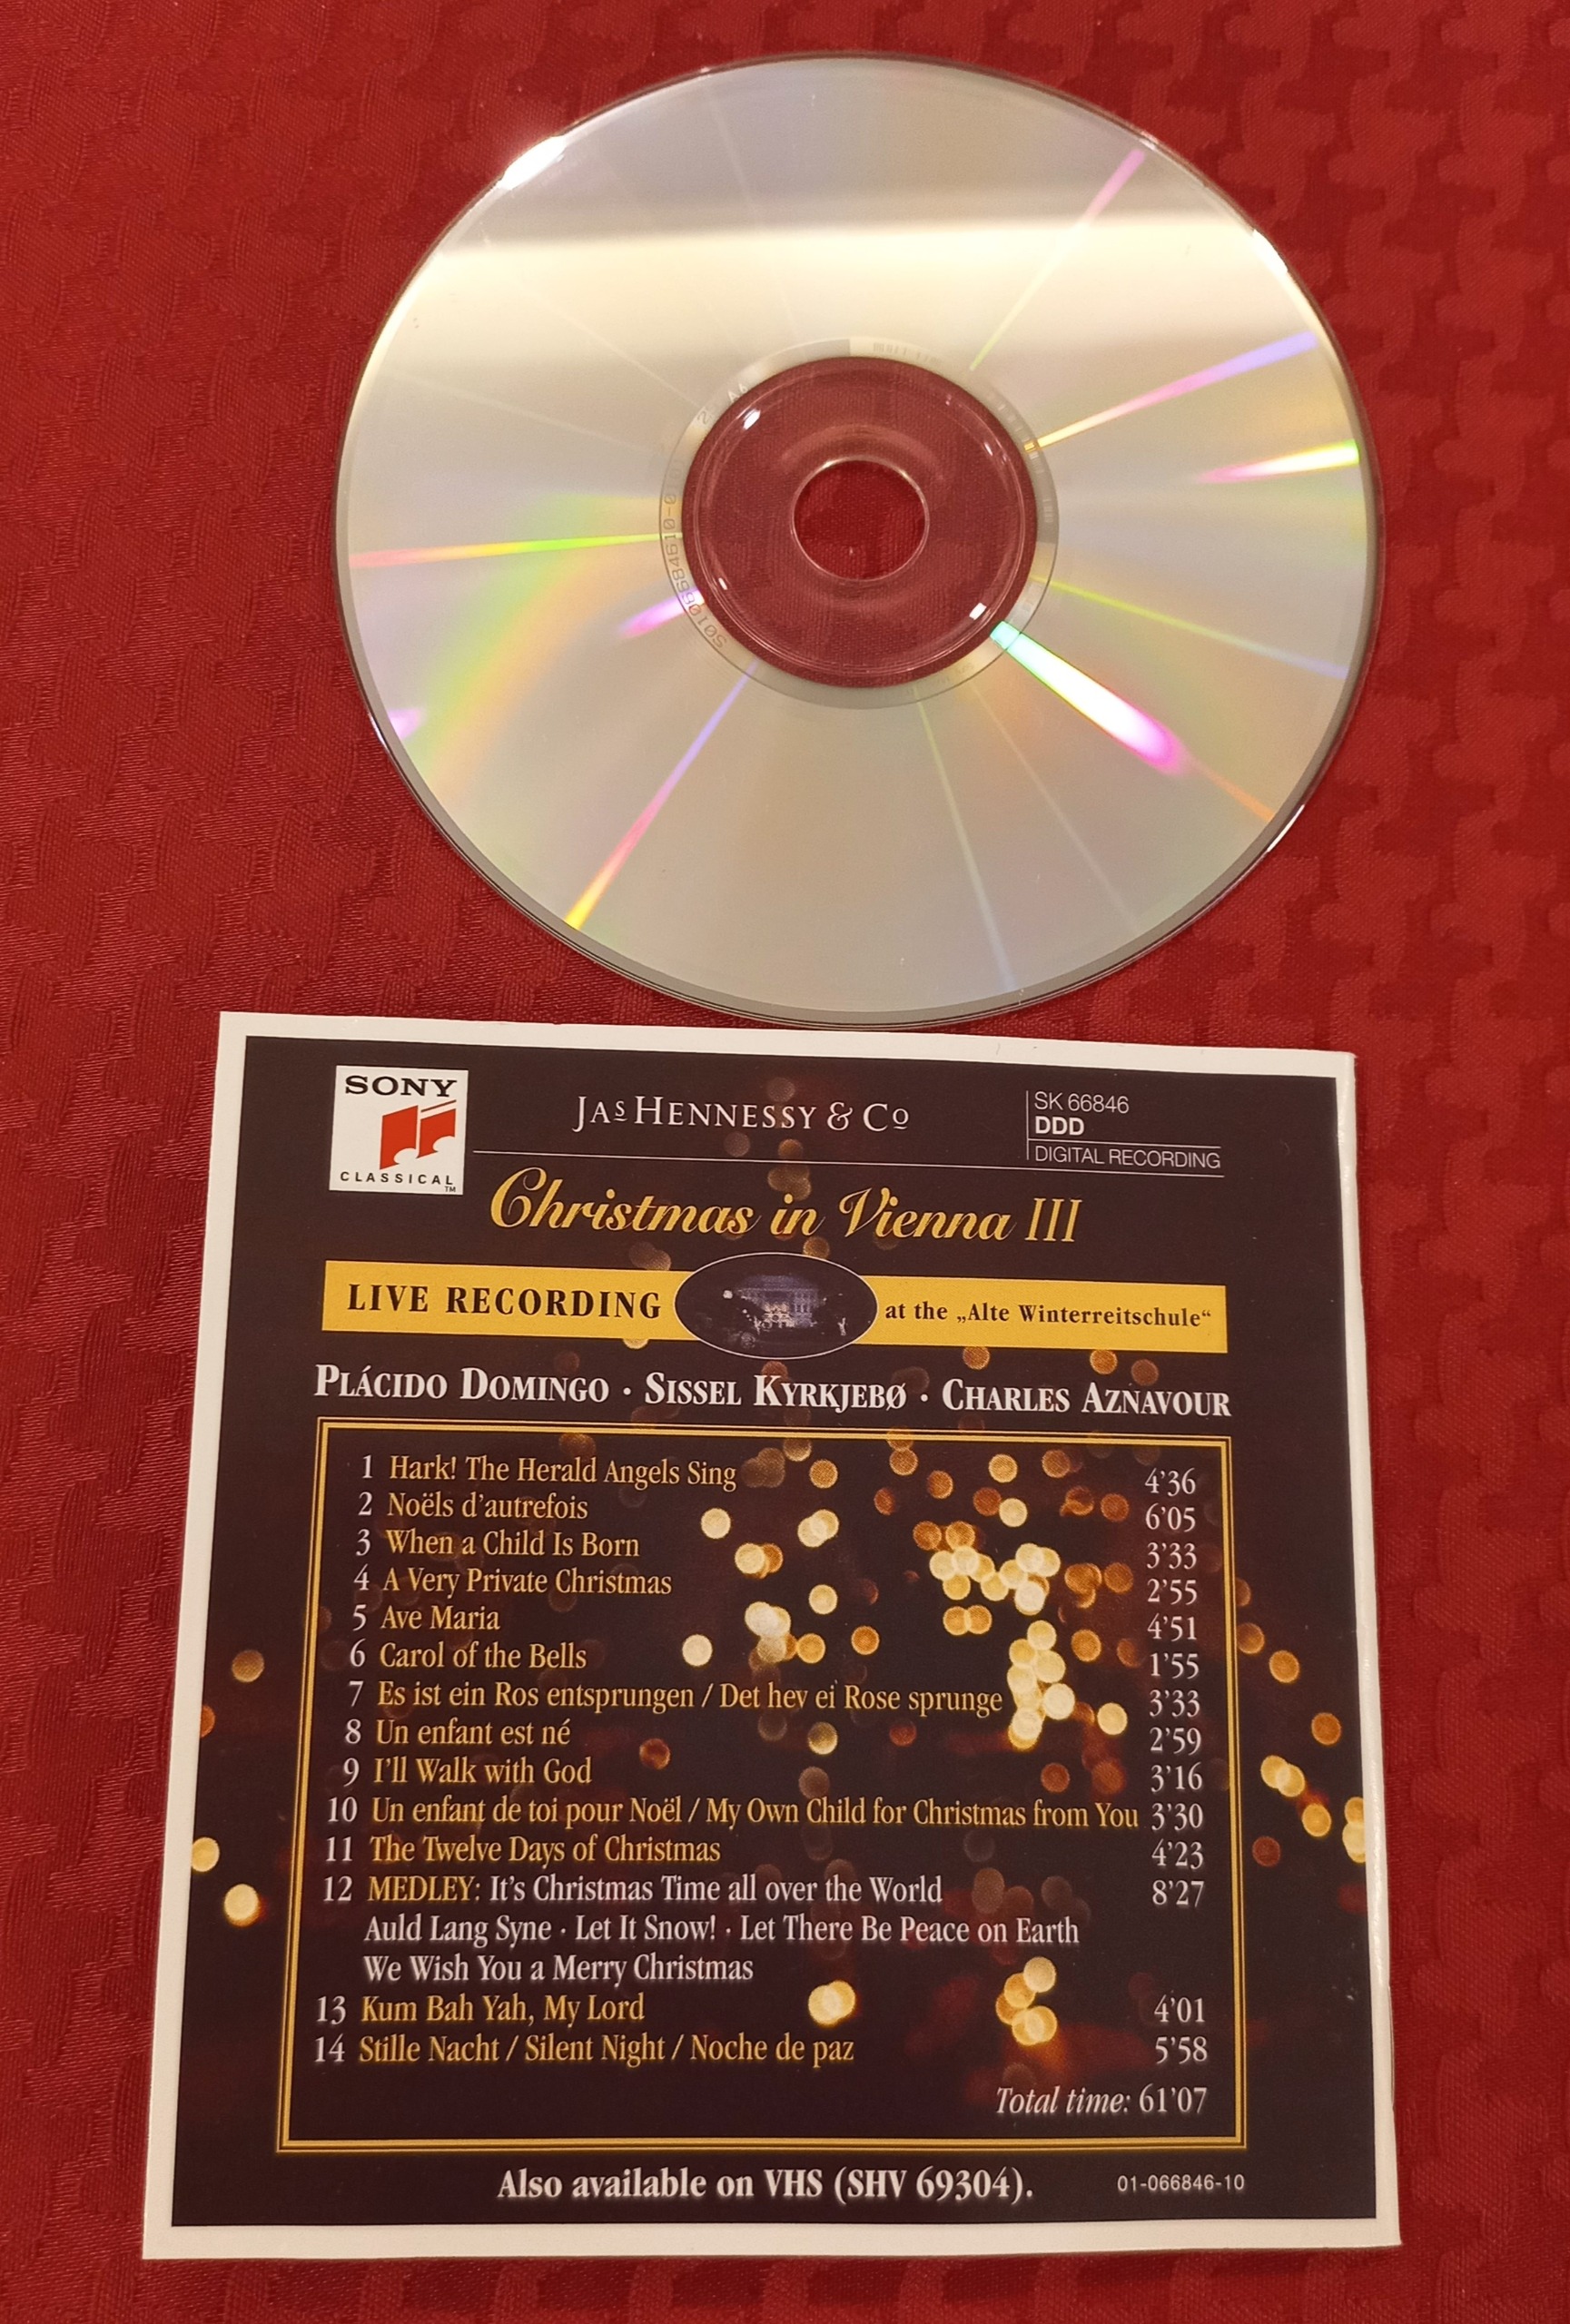 S0106684610-0
A6
SONY
CLASSICAL
TM
JAS HENNESSY & Co
SK 66846
DDD
DIGITAL RECORDING
Christmas in Vienna III
LIVE RECORDING at the „Alte Winterreitschule“
PLÁCIDO DOMINGO · SISSEL KYRKJEBØ · CHARLES AZNAVOUR
1 Hark! The Herald Angels Sing 4'36
2 Noëls d'autrefois 6'05
3 When a Child Is Born 3'33
4 A Very Private Christmas 2'55
5 Ave Maria 4'51
6 Carol of the Bells 1'55
7 Es ist ein Ros entsprungen / Det hev ei Rose sprunge 3'33
8 Un enfant est né 2'59
9 I'll Walk with God 3'16
10 Un enfant de toi pour Noël / My Own Child for Christmas from You 3'30
11 The Twelve Days of Christmas 4'23
12 MEDLEY: It's Christmas Time all over the World 8'27
Auld Lang Syne · Let It Snow! · Let There Be Peace on Earth
We Wish You a Merry Christmas
13 Kum Bah Yah, My Lord 4'01
14 Stille Nacht / Silent Night / Noche de paz 5'58
Total time: 61'07
Also available on VHS (SHV 69304).
01-066846-10